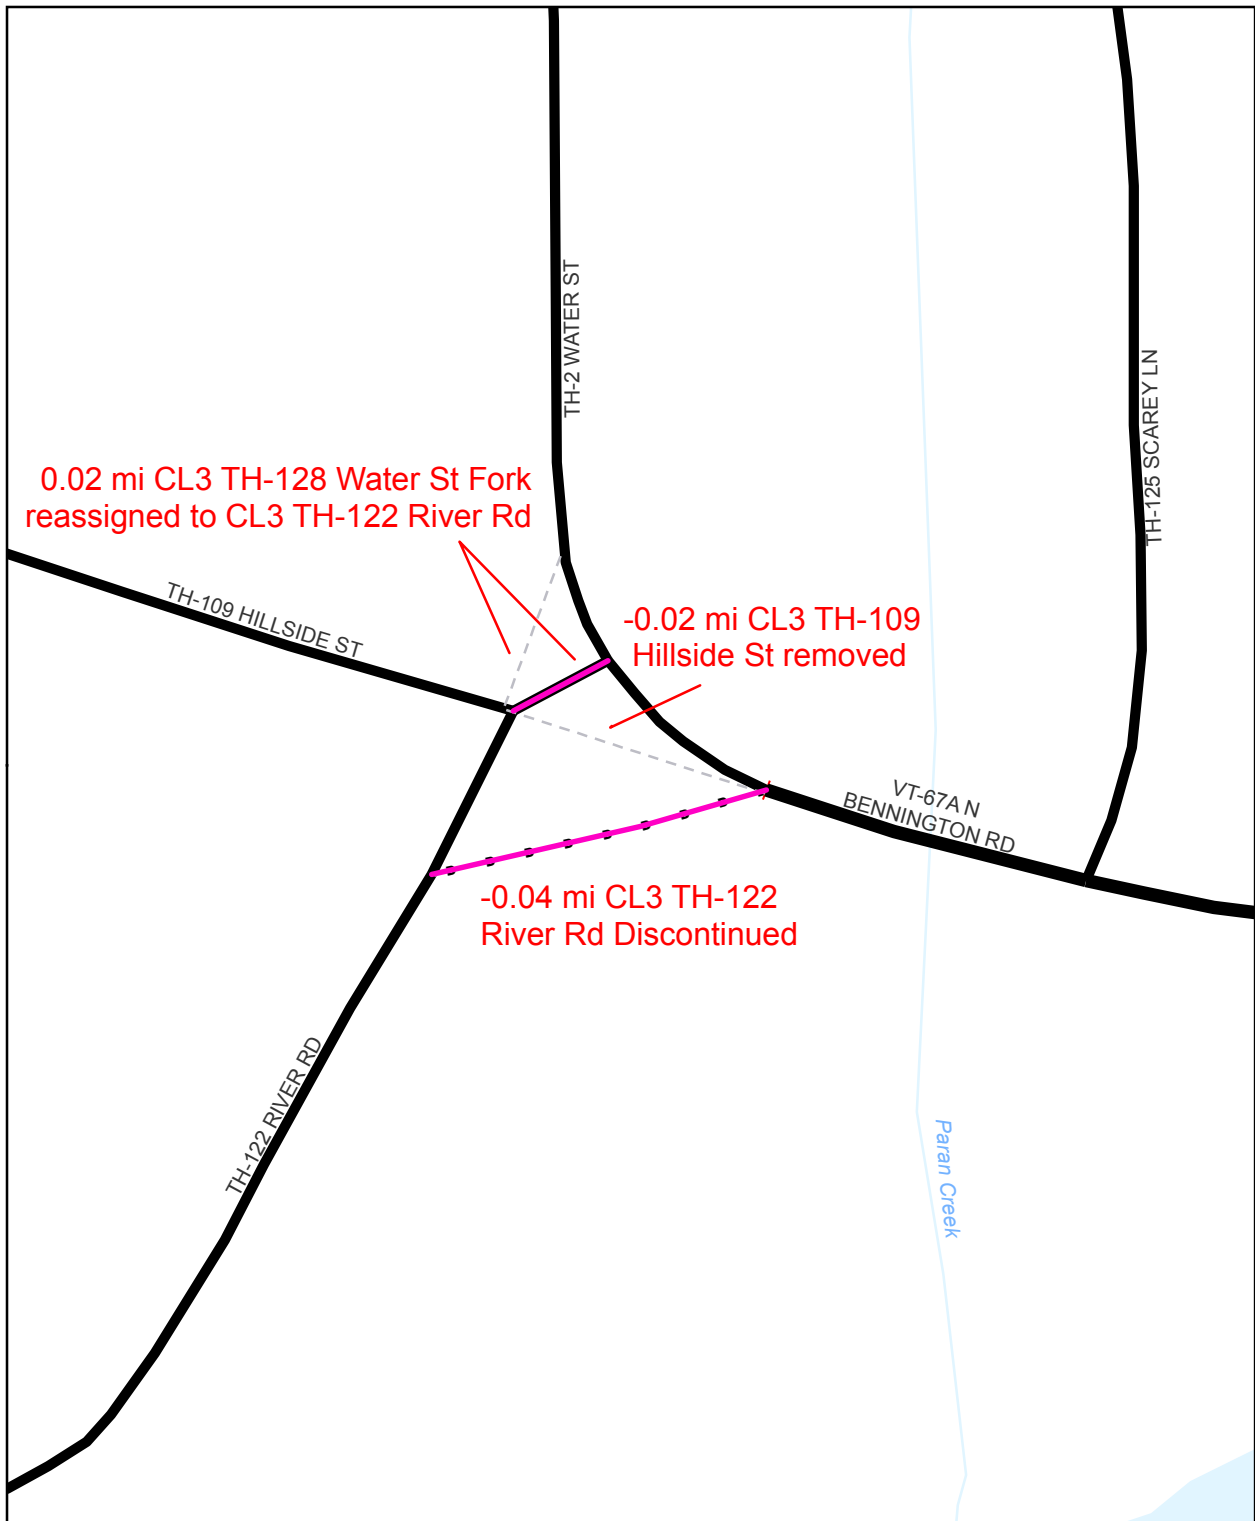 TH-2 WATER ST
TH-125 SCAREY LN
0.02 mi CL3 TH-128 Water St Fork
reassigned to CL3 TH-122 River Rd
TH-109 HILLSIDE ST
-0.02 mi CL3 TH-109
Hillside St removed
VT-67A N
BENNINGTON RD
-0.04 mi CL3 TH-122
River Rd Discontinued
TH-122 RIVER RD
Paran Creek